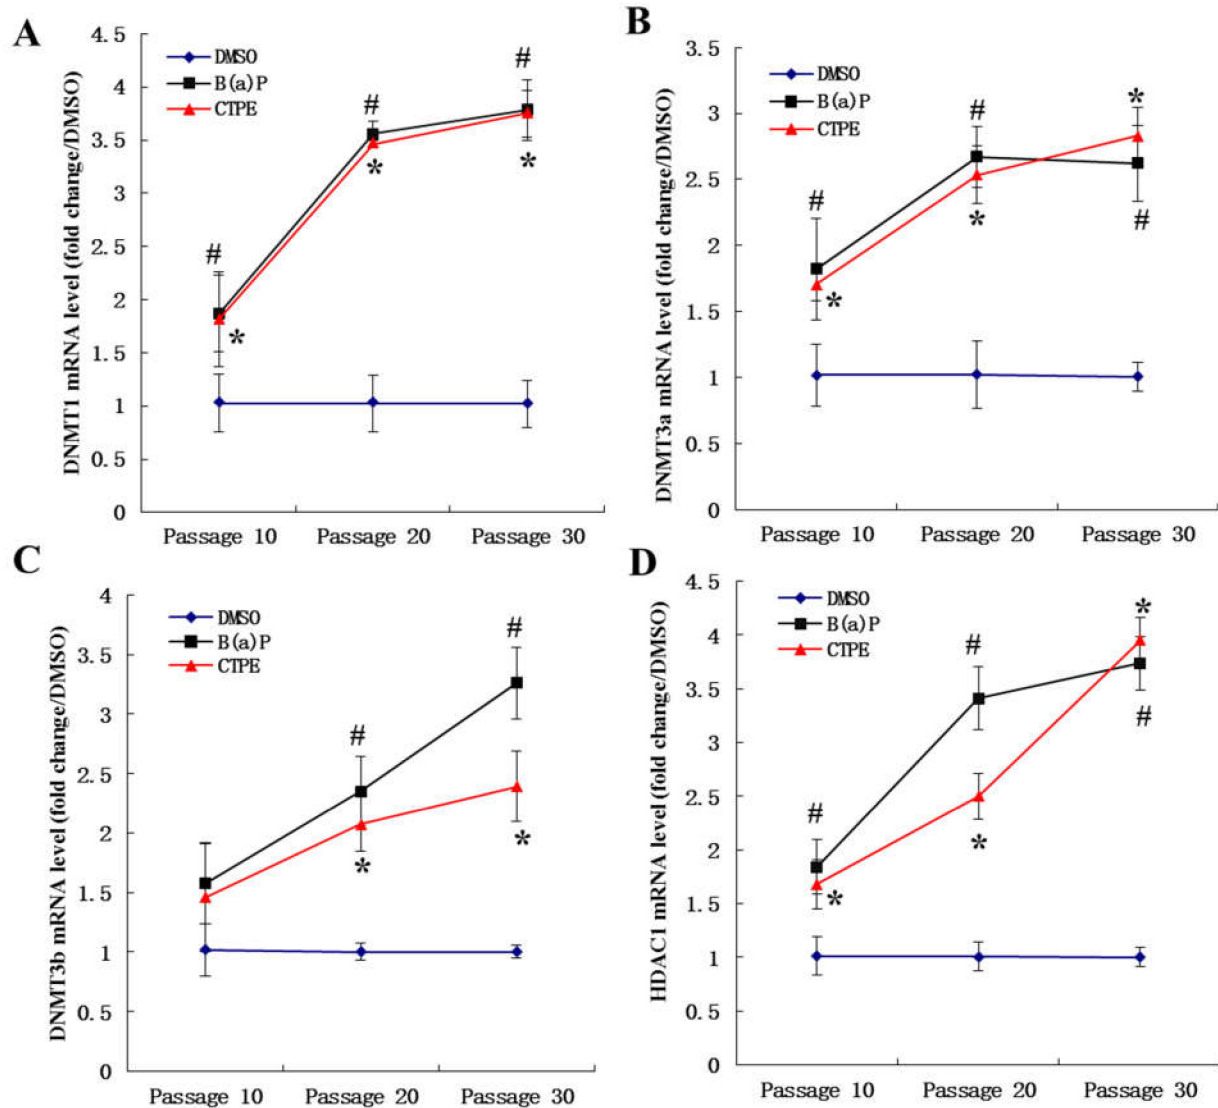 A
DNMT1 mRNA level (fold change/DMSO)
4.5
4
3.5
3
2.5
2
1.5
1
0.5
0
DMSO
B(a)P
CTPE
#
#
#
*
*
*
Passage 10 Passage 20 Passage 30
B
DNMT3a mRNA level (fold change/DMSO)
3.5
3
2.5
2
1.5
1
0.5
0
DMSO
B(a)P
CTPE
#
#
*
*
*
#
Passage 10 Passage 20 Passage 30
C
DNMT3b mRNA level (fold change/DMSO)
4
3.5
3
2.5
2
1.5
1
0.5
0
DMSO
B(a)P
CTPE
#
#
*
*
Passage 10 Passage 20 Passage 30
D
HDAC1 mRNA level (fold change/DMSO)
4.5
4
3.5
3
2.5
2
1.5
1
0.5
0
DMSO
B(a)P
CTPE
#
#
*
*
*
#
Passage 10 Passage 20 Passage 30